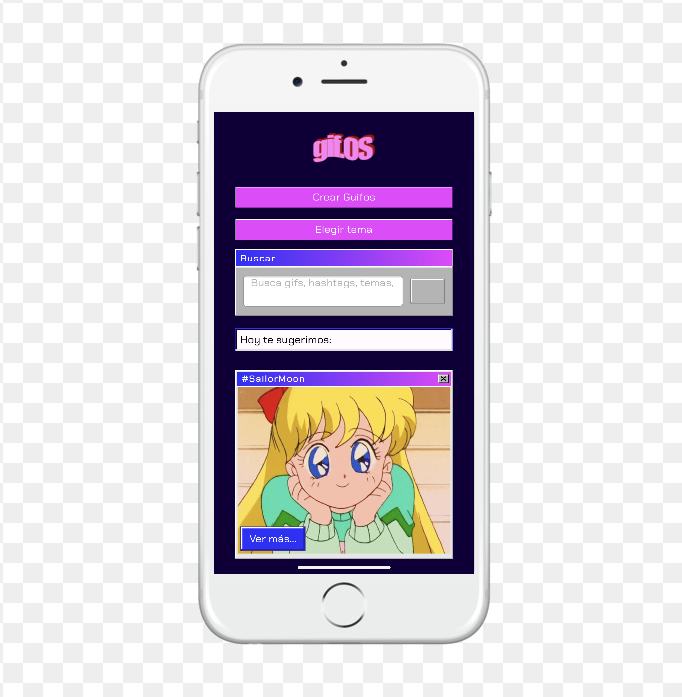 gifOS
Crear Guifos
Elegir tema
Buscar
Busca gifs, hashtags, temas,
Hoy te sugerimos:
#SailorMoon
Ver más...